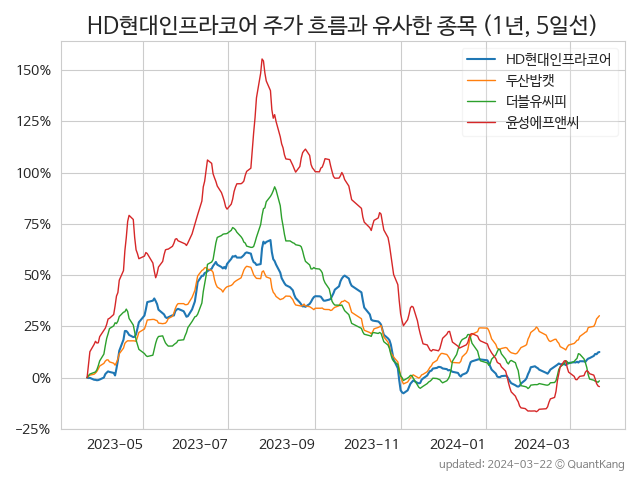 HD현대인프라코어 주가 흐름과 유사한 종목 (1년, 5일선)
HD현대인프라코어
두산밥캣
더블유씨피
윤성에프앤씨
150%
125%
100%
75%
50%
25%
0%
−25%
2023-05 2023-07 2023-09 2023-11 2024-01 2024-03
updated: 2024-03-22 © QuantKang